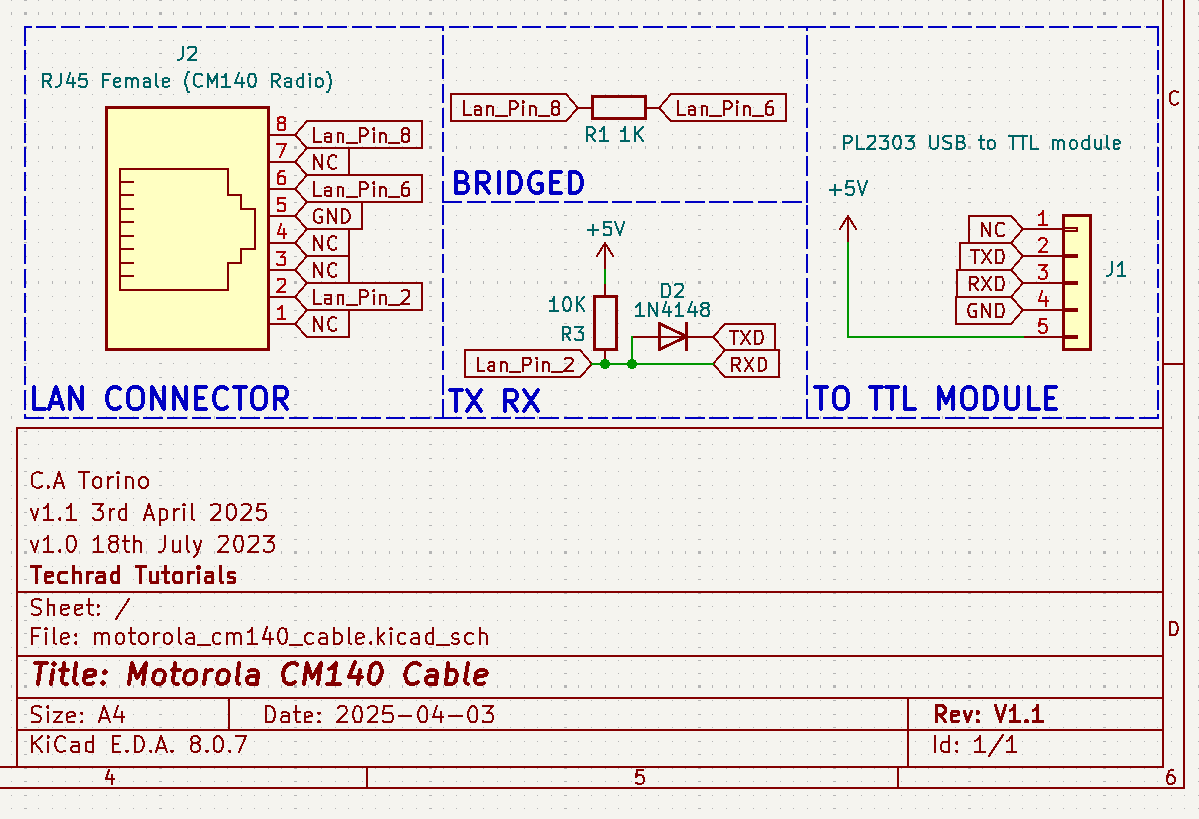 J2
RJ45 Female (CM140 Radio)
8 Lan_Pin_8
7 NC
6 Lan_Pin_6
5 GND
4 NC
3 NC
2 Lan_Pin_2
1 NC
LAN CONNECTOR
Lan_Pin_8 Lan_Pin_6
R1 1K
BRIDGED
+5V
10K
R3
D2
1N4148
TXD
Lan_Pin_2 RXD
TX RX
PL2303 USB to TTL module
+5V
NC 1
TXD 2
RXD 3
GND 4
5
J1
TO TTL MODULE
C
C.A Torino
v1.1 3rd April 2025
v1.0 18th July 2023
Techrad Tutorials
Sheet: /
File: motorola_cm140_cable.kicad_sch
D
Title: Motorola CM140 Cable
Size: A4 Date: 2025-04-03 Rev: V1.1
KiCad E.D.A. 8.0.7 Id: 1/1
4 5 6